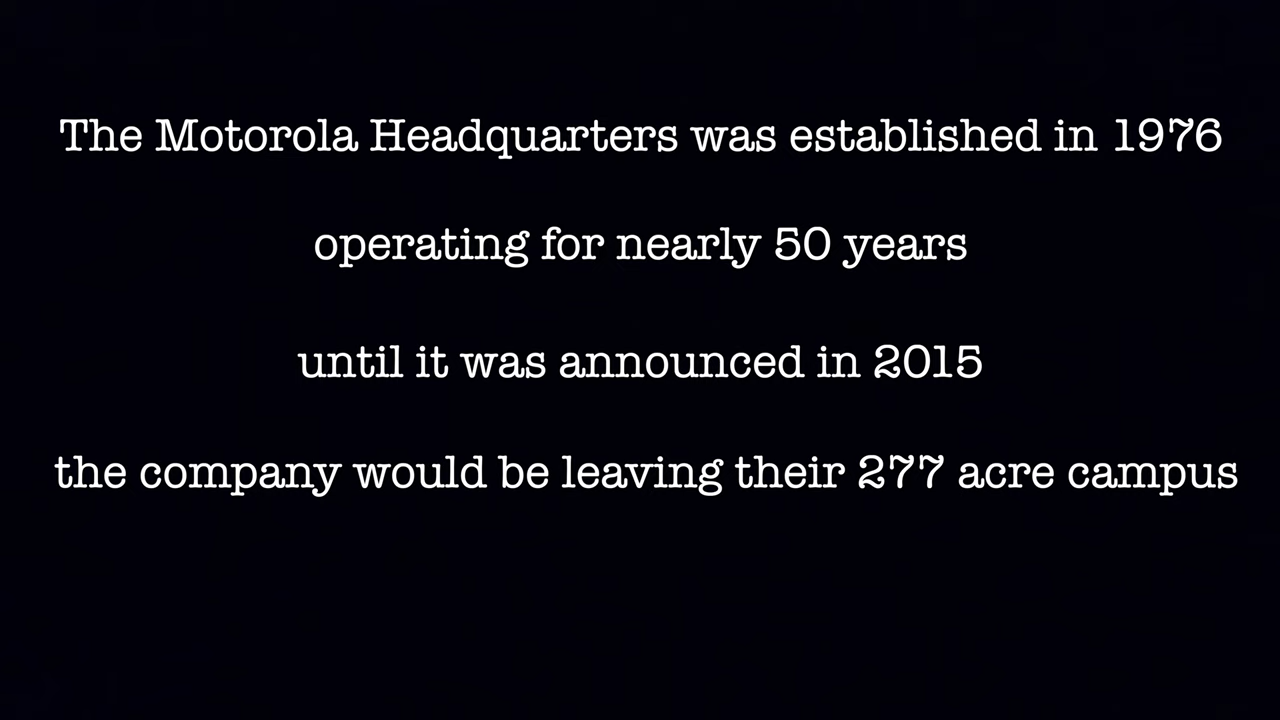 The Motorola Headquarters was established in 1976
operating for nearly 50 years
until it was announced in 2015
the company would be leaving their 277 acre campus